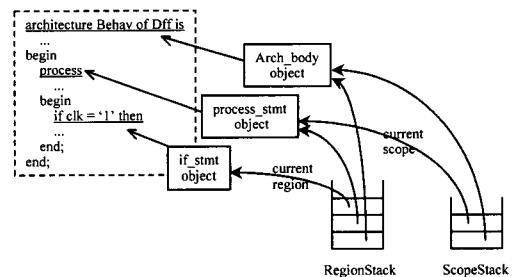 architecture Behav of Dff is
...
begin
process
...
begin
if clk = '1' then
...
end;
end;
Arch_body
object
process_stmt
object
if_stmt
object
current
scope
current
region
RegionStack
ScopeStack